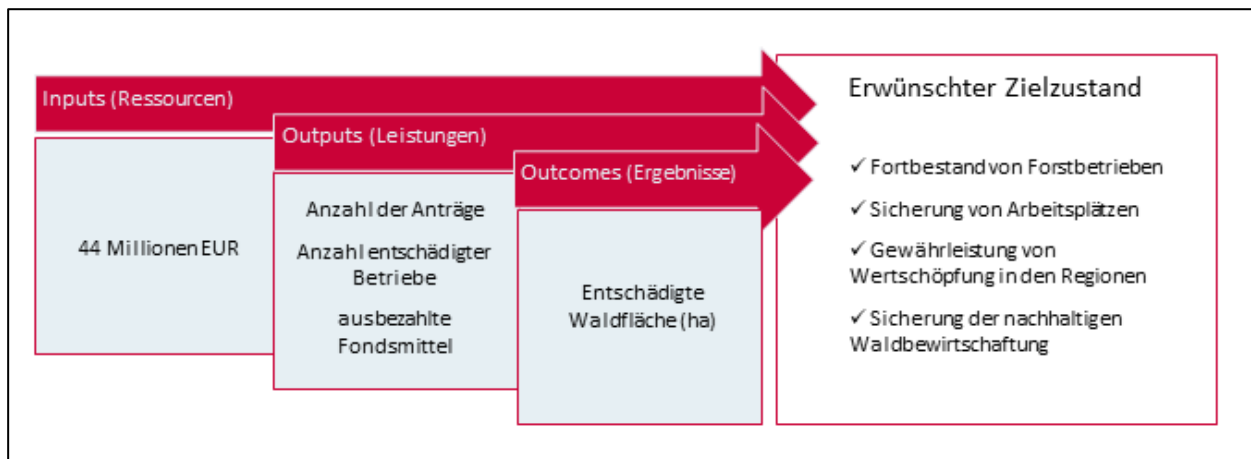 Inputs (Ressourcen)
44 Millionen EUR
Outputs (Leistungen)
Anzahl der Anträge
Anzahl entschädigter
Betriebe
ausbezahlte
Fondsmittel
Outcomes (Ergebnisse)
Entschädigte
Waldfläche (ha)
Erwünschter Zielzustand
✓ Fortbestand von Forstbetrieben
✓ Sicherung von Arbeitsplätzen
✓ Gewährleistung von
Wertschöpfung in den Regionen
✓ Sicherung der nachhaltigen
Waldbewirtschaftung